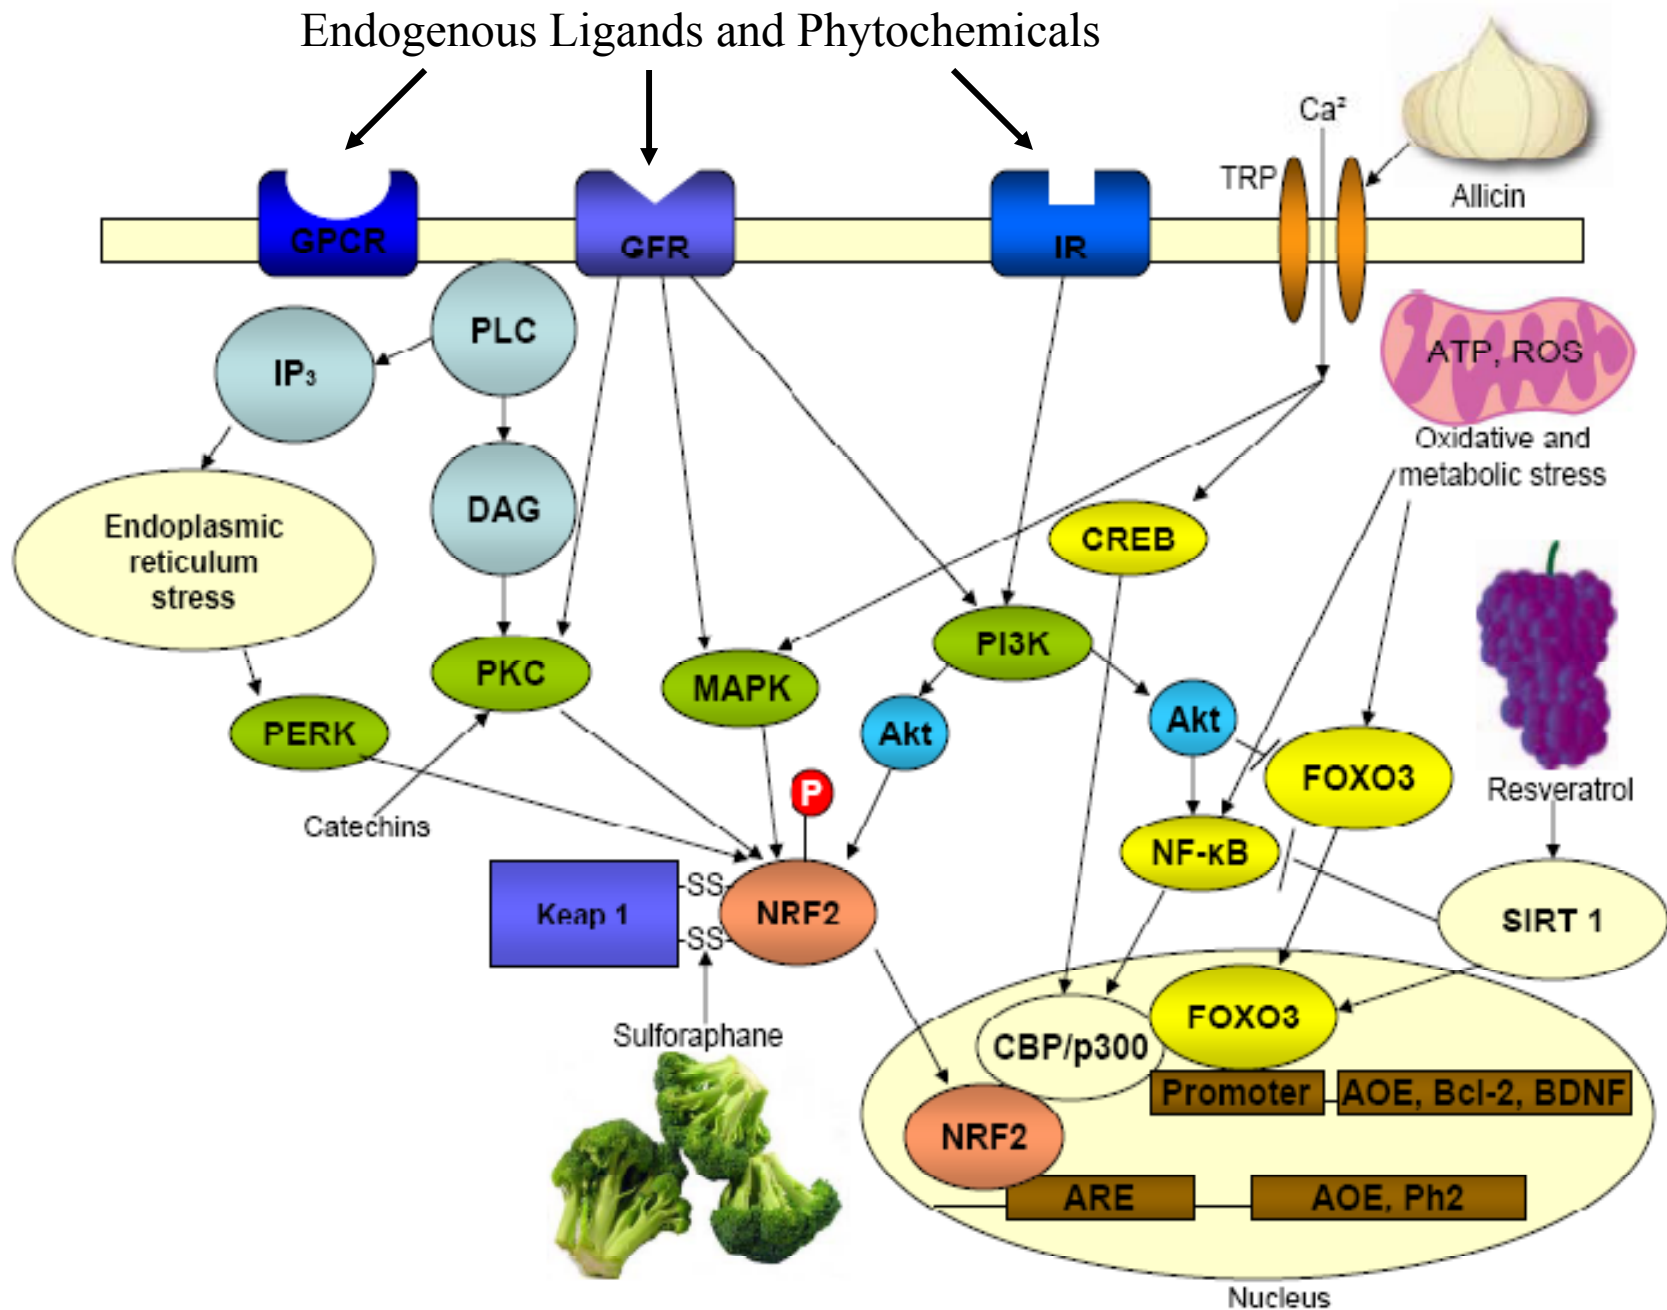 Endogenous Ligands and Phytochemicals
Ca²
TRP
Allicin
GPCR
GFR
IR
PLC
IP₃
ATP, ROS
Oxidative and
metabolic stress
DAG
Endoplasmic
reticulum
stress
CREB
PKC
MAPK
PI3K
PERK
Akt
Akt
FOXO3
P
Resveratrol
Catechins
NF-κB
Keap 1
-SS-
-SS-
NRF2
SIRT 1
Sulforaphane
CBP/p300
FOXO3
Promoter
AOE, Bcl-2, BDNF
NRF2
ARE
AOE, Ph2
Nucleus